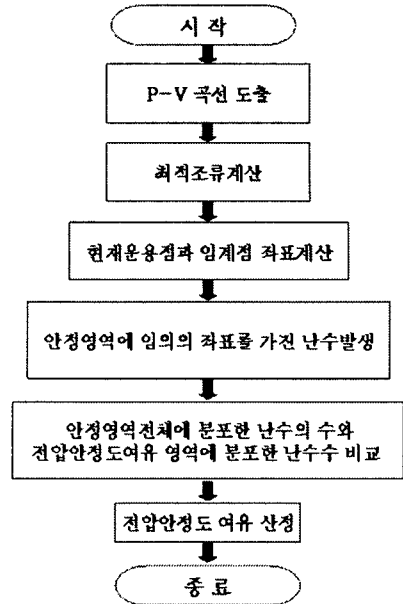 시 작
P-V 곡선 도출
최적조류계산
현재운용점과 임계점 좌표계산
안정영역에 임의의 좌표를 가진 난수발생
안정영역전체에 분포한 난수의 수와
전압안정도여유 영역에 분포한 난수수 비교
전압안정도 여유 산정
종 료